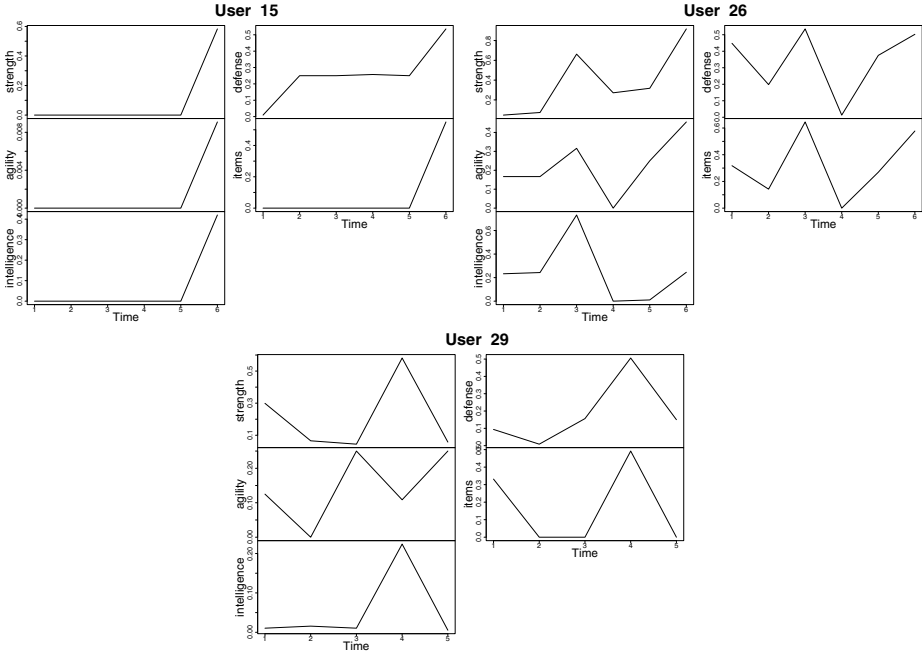 User 15
strength
0.0 0.2 0.4 0.6
agility
0.000 0.004 0.008
intelligence
0.0 0.1 0.2 0.3 0.4
1 2 3 4 5 6
Time
defense
0.0 0.1 0.2 0.3 0.4 0.5
items
0.0 0.2 0.4
1 2 3 4 5 6
Time
User 26
strength
0.2 0.4 0.6 0.8
agility
0.0 0.1 0.2 0.3 0.4
intelligence
0.0 0.2 0.4 0.6
1 2 3 4 5 6
Time
defense
0.0 0.1 0.2 0.3 0.4 0.5
items
0.0 0.2 0.4 0.6
1 2 3 4 5 6
Time
User 29
strength
0.1 0.3 0.5
agility
0.00 0.10 0.20
intelligence
0.00 0.10 0.20
1 2 3 4 5
Time
defense
0.0 0.1 0.2 0.3 0.4 0.5
items
0.0 0.1 0.2 0.3 0.4
1 2 3 4 5
Time